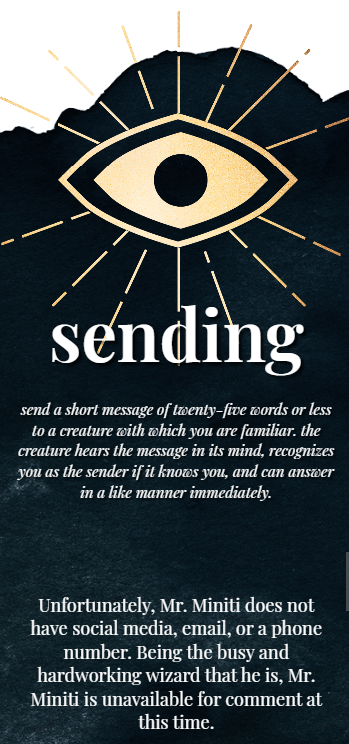 sending
send a short message of twenty-five words or less
to a creature with which you are familiar. the
creature hears the message in its mind, recognizes
you as the sender if it knows you, and can answer
in a like manner immediately.
Unfortunately, Mr. Miniti does not
have social media, email, or a phone
number. Being the busy and
hardworking wizard that he is, Mr.
Miniti is unavailable for comment at
this time.